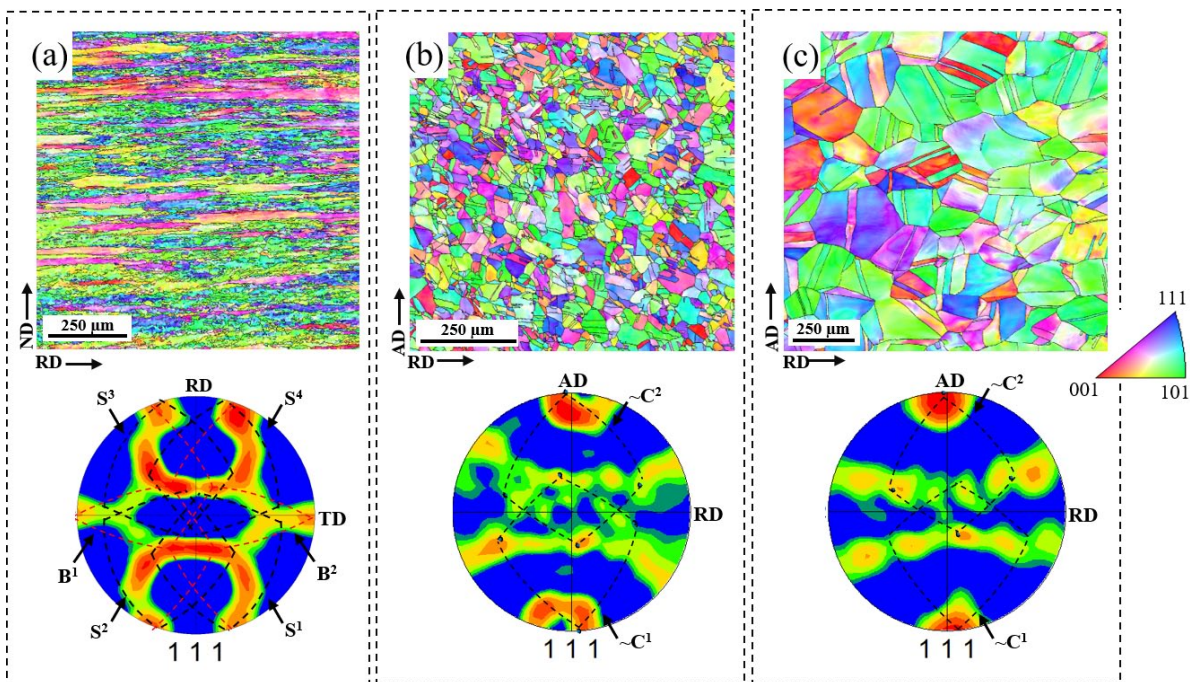 (a)
ND
250 µm
RD
RD
S³
S⁴
TD
B¹
B²
S²
S¹
1 1 1
(b)
AD
250 µm
RD
AD
~C²
RD
~C¹
1 1 1
(c)
AD
250 µm
RD
AD
~C²
RD
~C¹
1 1 1
111
001
101